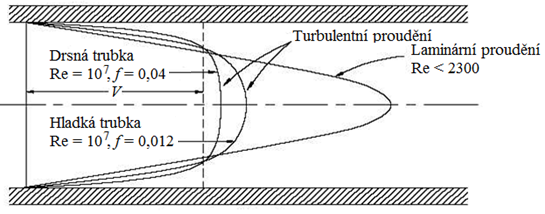 Drsná trubka
Re = 10⁷, f = 0,04
V
Hladká trubka
Re = 10⁷, f = 0,012
Turbulentní proudění
Laminární proudění
Re < 2300